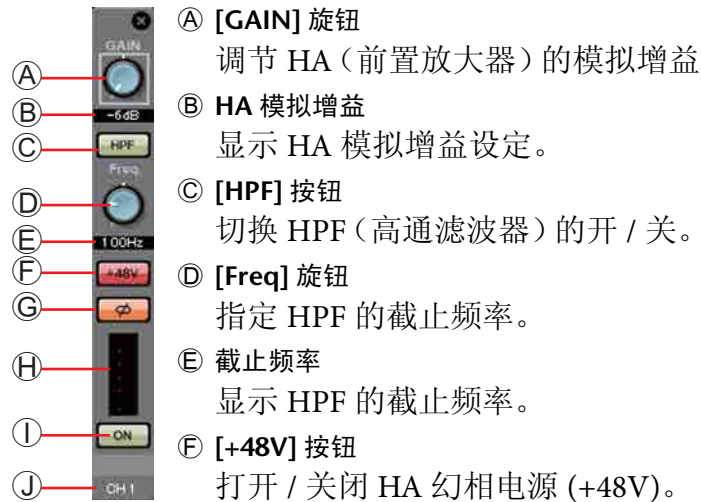 GAIN
-6dB
HPF
Freq
100Hz
+48V
ON
CH 1
Ⓐ
Ⓑ
Ⓒ
Ⓓ
Ⓔ
Ⓕ
Ⓖ
Ⓗ
Ⓘ
Ⓙ
Ⓐ [GAIN] 旋钮
调节 HA（前置放大器）的模拟增益
Ⓑ HA 模拟增益
显示 HA 模拟增益设定。
Ⓒ [HPF] 按钮
切换 HPF（高通滤波器）的开 / 关。
Ⓓ [Freq] 旋钮
指定 HPF 的截止频率。
Ⓔ 截止频率
显示 HPF 的截止频率。
Ⓕ [+48V] 按钮
打开 / 关闭 HA 幻相电源 (+48V)。